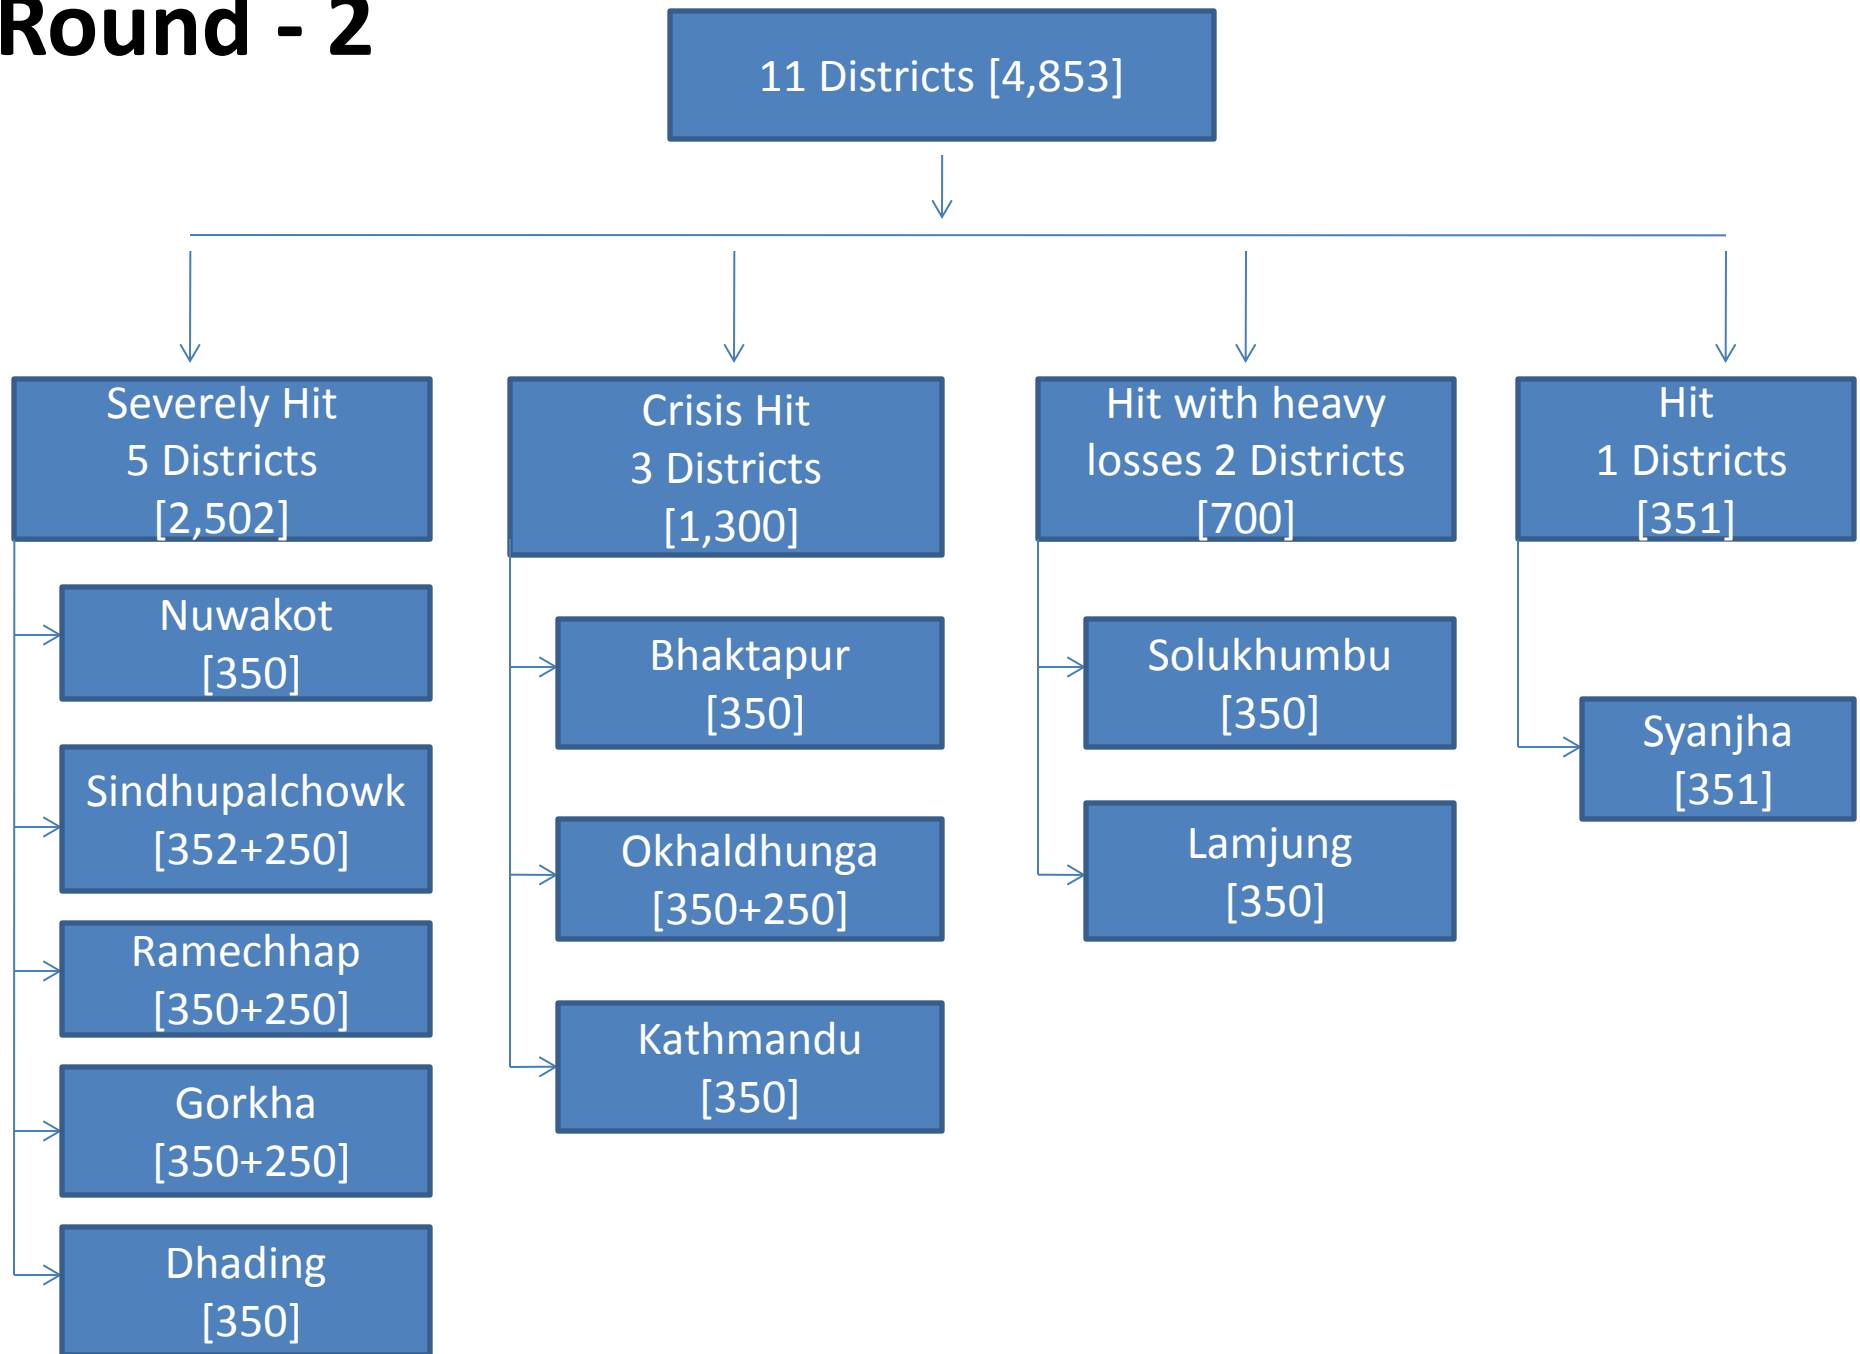 Round - 2
11 Districts [4,853]
Severely Hit
5 Districts
[2,502]
Nuwakot
[350]
Sindhupalchowk
[352+250]
Ramechhap
[350+250]
Gorkha
[350+250]
Dhading
[350]
Crisis Hit
3 Districts
[1,300]
Bhaktapur
[350]
Okhaldhunga
[350+250]
Kathmandu
[350]
Hit with heavy
losses 2 Districts
[700]
Solukhumbu
[350]
Lamjung
[350]
Hit
1 Districts
[351]
Syanjha
[351]